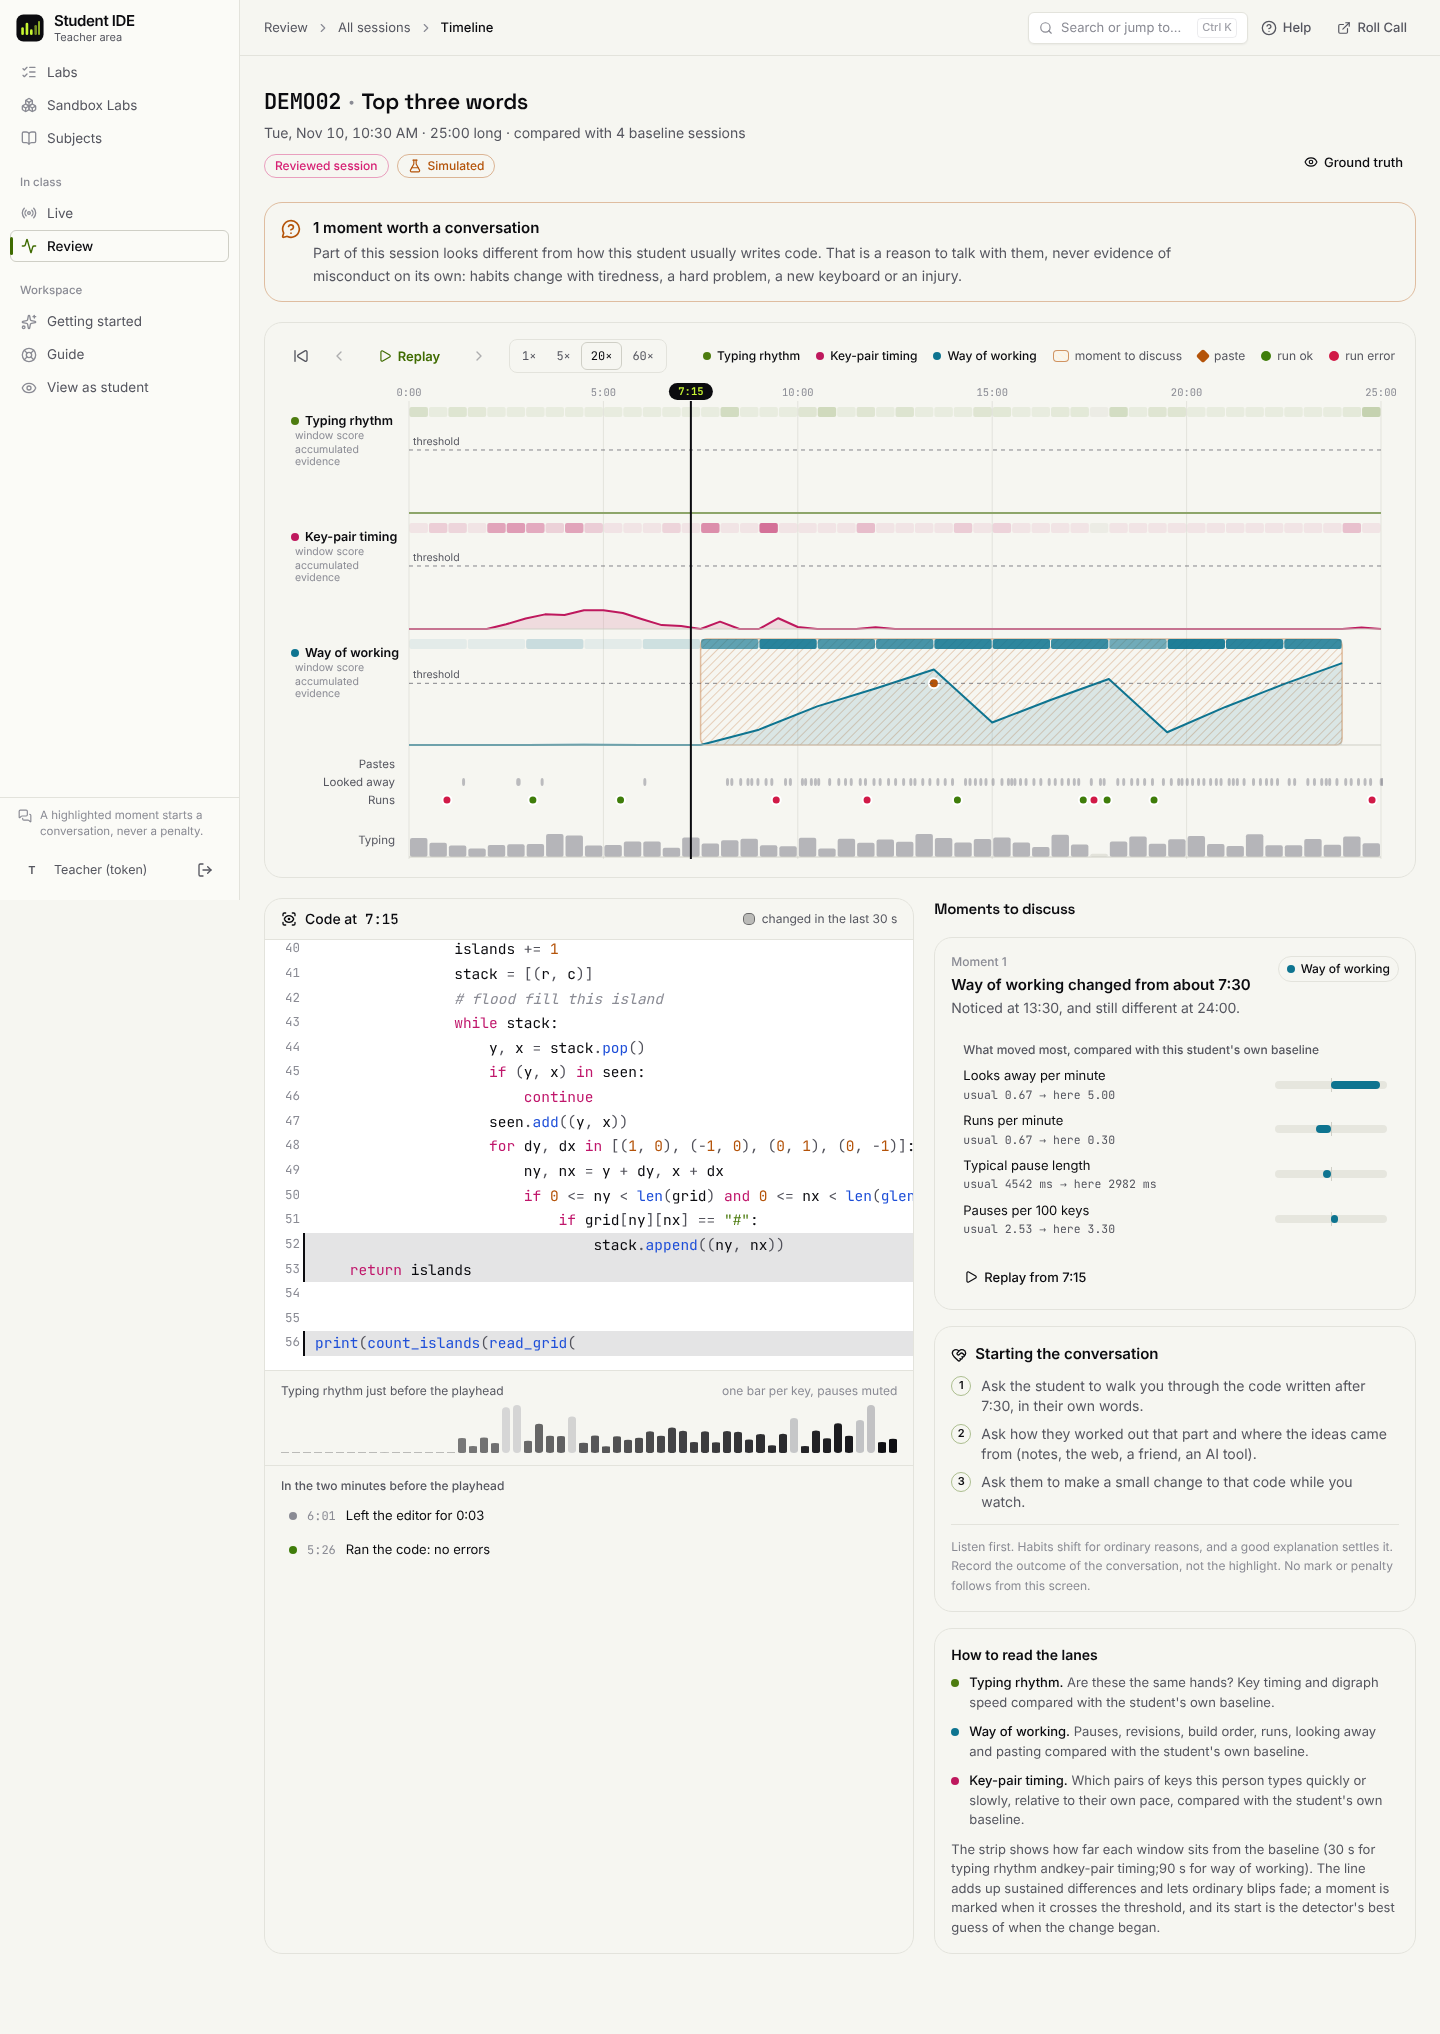 Student IDE
Teacher area
Labs
Sandbox Labs
Subjects
In class
Live
Review
Workspace
Getting started
Guide
View as student
A highlighted moment starts a
conversation, never a penalty.
T Teacher (token)
Review > All sessions > Timeline
Search or jump to... Ctrl K
Help
Roll Call
DEMO02 · Top three words
Tue, Nov 10, 10:30 AM · 25:00 long · compared with 4 baseline sessions
Reviewed session
Simulated
Ground truth
1 moment worth a conversation
Part of this session looks different from how this student usually writes code. That is a reason to talk with them, never evidence of
misconduct on its own: habits change with tiredness, a hard problem, a new keyboard or an injury.
Replay
1× 5× 20× 60×
Typing rhythm Key-pair timing Way of working moment to discuss paste run ok run error
0:00 5:00 7:15 10:00 15:00 20:00 25:00
Typing rhythm
window score
accumulated
evidence
threshold
Key-pair timing
window score
accumulated
evidence
threshold
Way of working
window score
accumulated
evidence
threshold
Pastes
Looked away
Runs
Typing
Code at 7:15
changed in the last 30 s
40 islands += 1
41 stack = [(r, c)]
42 # flood fill this island
43 while stack:
44 y, x = stack.pop()
45 if (y, x) in seen:
46 continue
47 seen.add((y, x))
48 for dy, dx in [(1, 0), (-1, 0), (0, 1), (0, -1)]:
49 ny, nx = y + dy, x + dx
50 if 0 <= ny < len(grid) and 0 <= nx < len(glen
51 if grid[ny][nx] == "#":
52 stack.append((ny, nx))
53 return islands
54
55
56 print(count_islands(read_grid(
Typing rhythm just before the playhead
one bar per key, pauses muted
In the two minutes before the playhead
6:01 Left the editor for 0:03
5:26 Ran the code: no errors
Moments to discuss
Moment 1
Way of working
Way of working changed from about 7:30
Noticed at 13:30, and still different at 24:00.
What moved most, compared with this student's own baseline
Looks away per minute
usual 0.67 → here 5.00
Runs per minute
usual 0.67 → here 0.30
Typical pause length
usual 4542 ms → here 2982 ms
Pauses per 100 keys
usual 2.53 → here 3.30
Replay from 7:15
Starting the conversation
1 Ask the student to walk you through the code written after
7:30, in their own words.
2 Ask how they worked out that part and where the ideas came
from (notes, the web, a friend, an AI tool).
3 Ask them to make a small change to that code while you
watch.
Listen first. Habits shift for ordinary reasons, and a good explanation settles it.
Record the outcome of the conversation, not the highlight. No mark or penalty
follows from this screen.
How to read the lanes
Typing rhythm. Are these the same hands? Key timing and digraph
speed compared with the student's own baseline.
Way of working. Pauses, revisions, build order, runs, looking away
and pasting compared with the student's own baseline.
Key-pair timing. Which pairs of keys this person types quickly or
slowly, relative to their own pace, compared with the student's own
baseline.
The strip shows how far each window sits from the baseline (30 s for
typing rhythm andkey-pair timing;90 s for way of working). The line
adds up sustained differences and lets ordinary blips fade; a moment is
marked when it crosses the threshold, and its start is the detector's best
guess of when the change began.